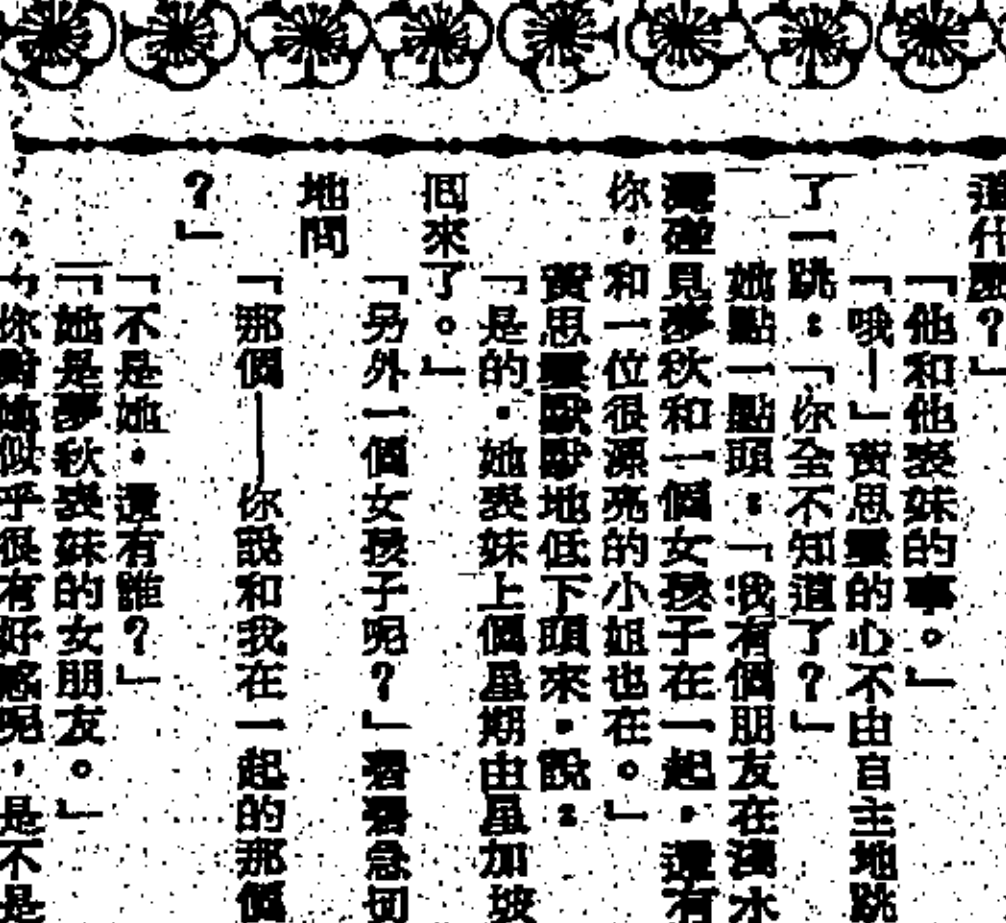 道什麼？」
「他和他表妹的事。」
「哦—」黄思靈的心不由自主地跳
了一跳：「你全不知道了？」
她點一點頭：「我有個朋友在淺水
灣碰見夢秋和一個女孩子在一起，還有
你，和一位很漂亮的小姐也在。」
黄思靈默默地低下頭來，說：
「是的，她表妹上個星期由星加坡
回來了。」
「另外一個女孩子呢？」碧碧急切
地問
「那個——你說和我在一起的那個
？」
「不是她，還有誰？」
「她是夢秋表妹的女朋友。」
「你對她似乎很有好感呢，是不是